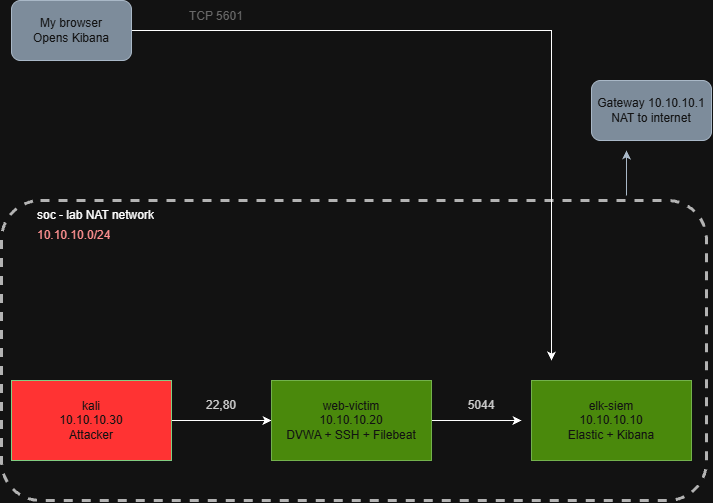 My browser
Opens Kibana
TCP 5601
Gateway 10.10.10.1
NAT to internet
soc - lab NAT network
10.10.10.0/24
kali
10.10.10.30
Attacker
22,80
web-victim
10.10.10.20
DVWA + SSH + Filebeat
5044
elk-siem
10.10.10.10
Elastic + Kibana